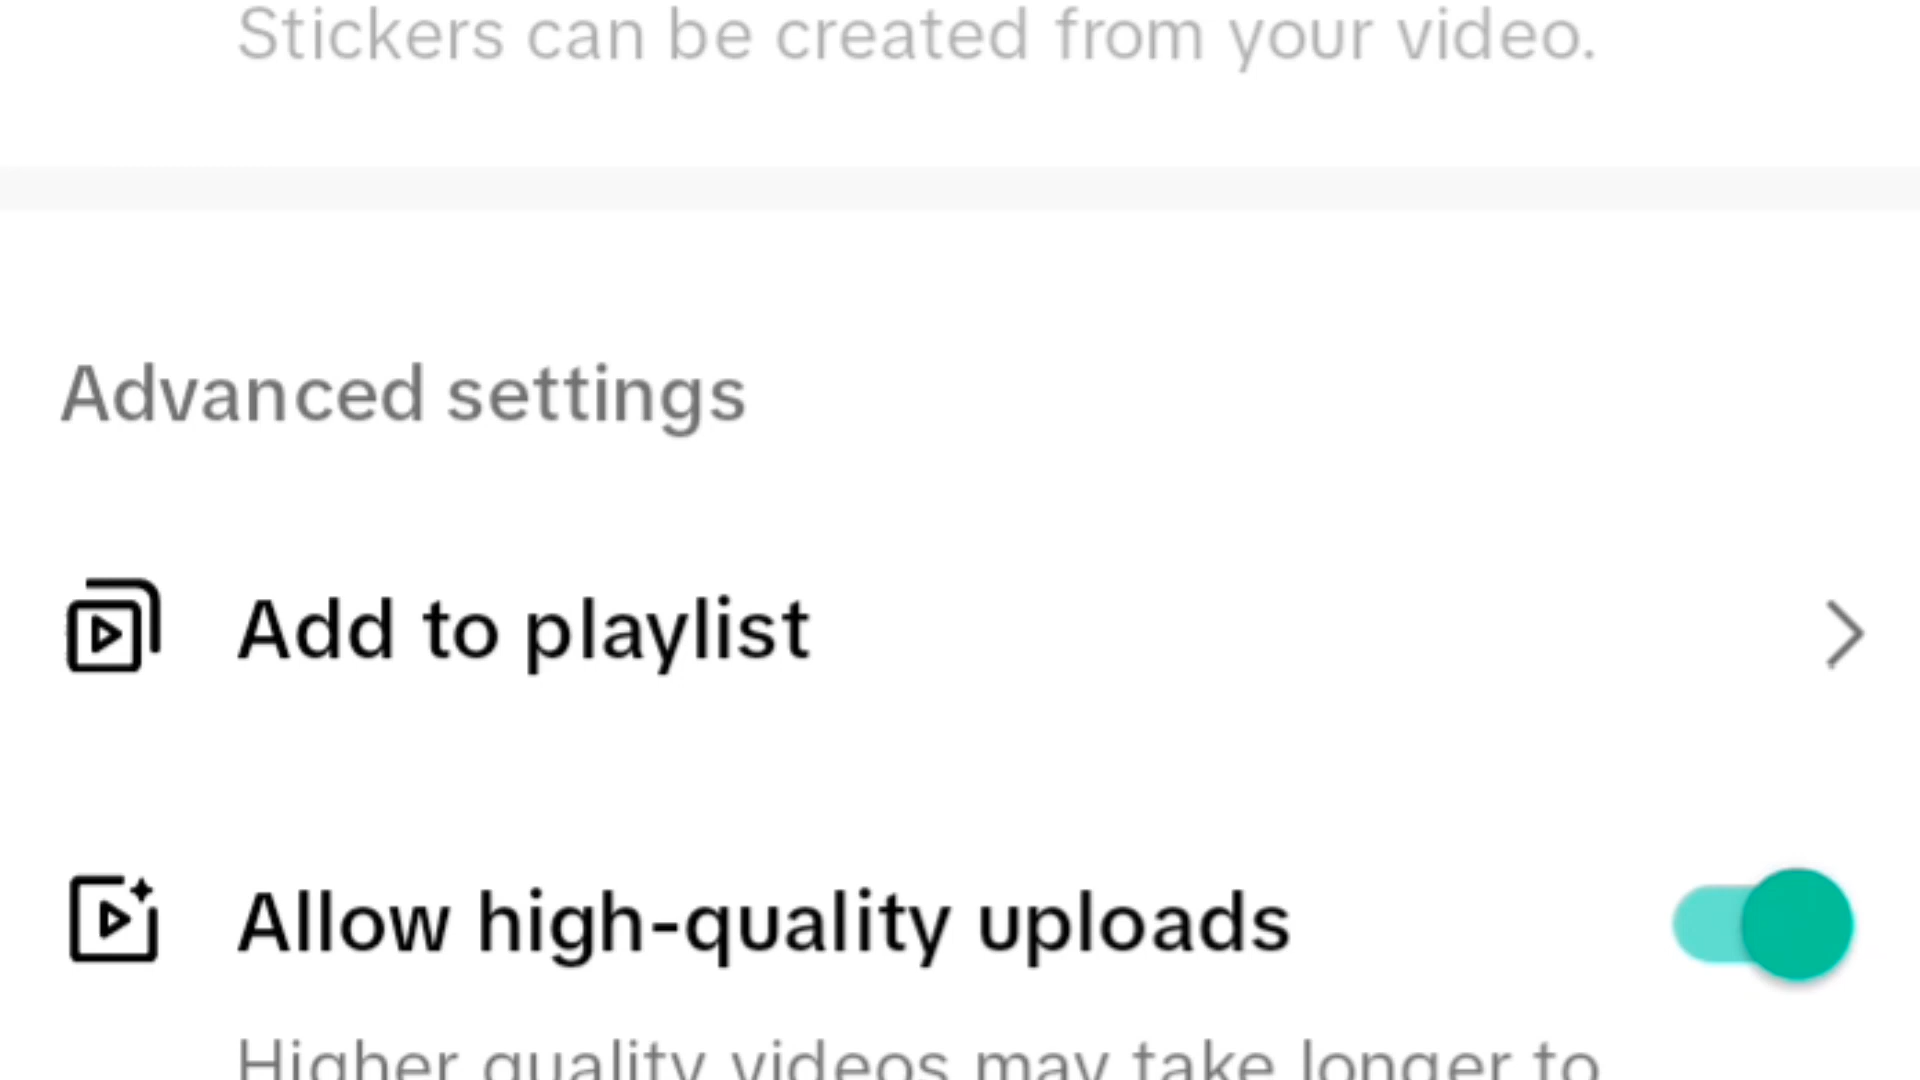 Stickers can be created from your video.
Advanced settings
Add to playlist
Allow high-quality uploads
Higher quality videos may take longer to